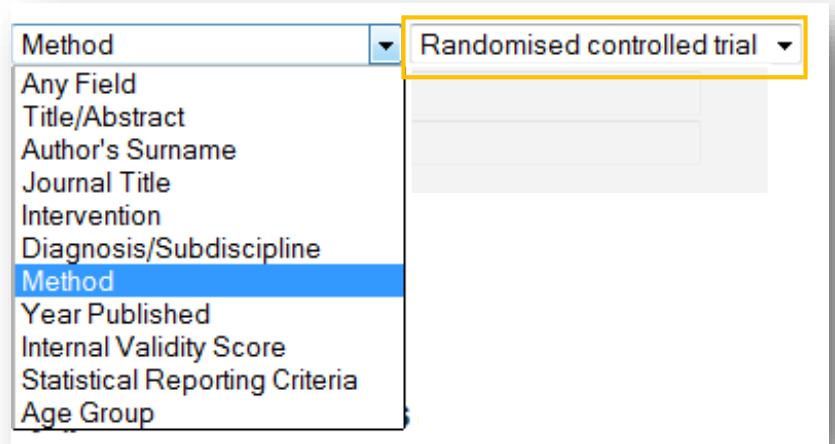 Method Randomised controlled trial
Any Field
Title/Abstract
Author's Surname
Journal Title
Intervention
Diagnosis/Subdiscipline
Method
Year Published
Internal Validity Score
Statistical Reporting Criteria
Age Group